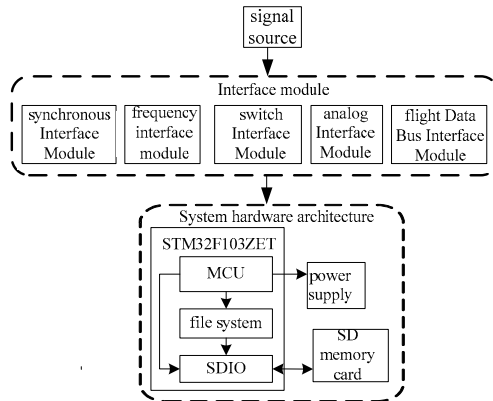 signal
source
Interface module
synchronous
Interface
Module
frequency
interface
module
switch
Interface
Module
analog
Interface
Module
flight Data
Bus Interface
Module
System hardware architecture
STM32F103ZET
MCU
power
supply
file system
SDIO
SD
memory
card